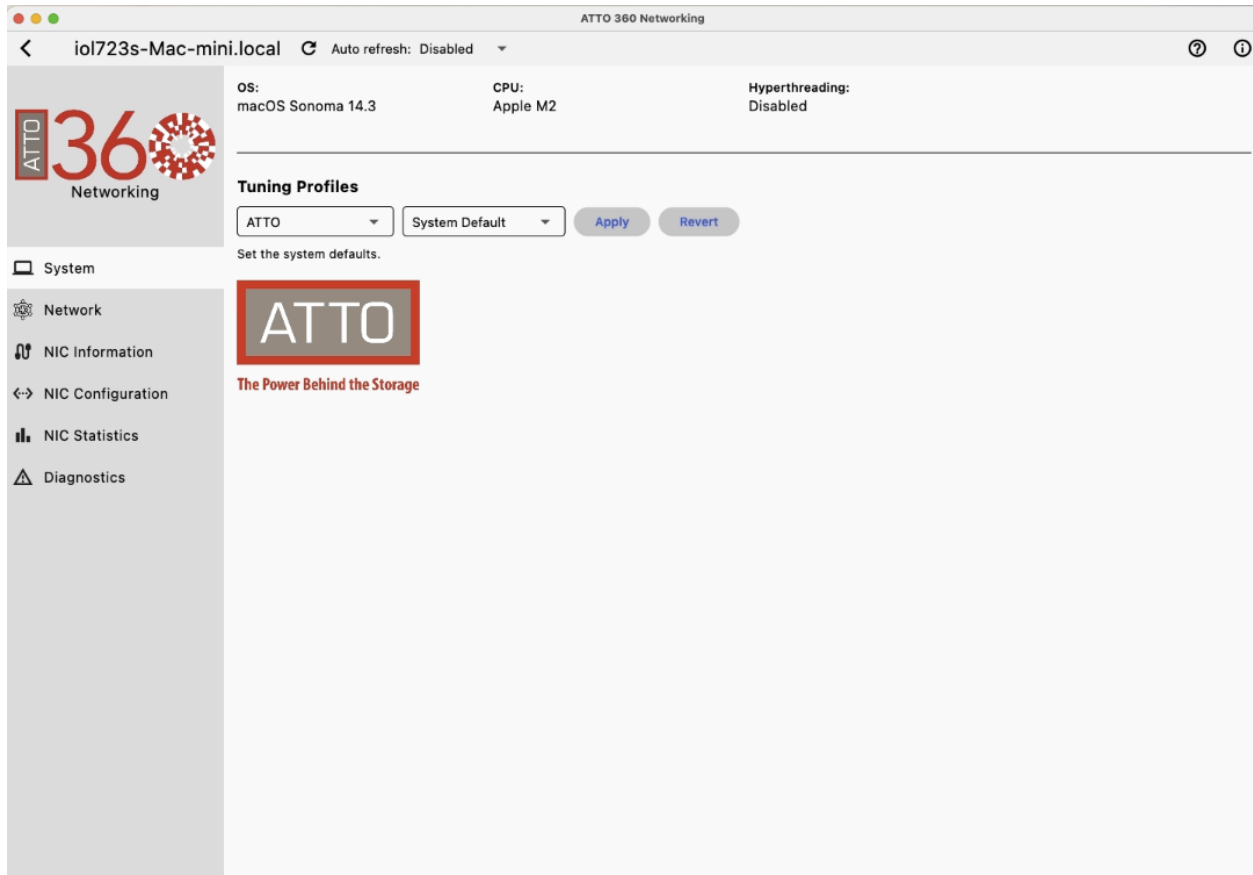 ATTO 360 Networking
iol723s-Mac-mini.local Auto refresh: Disabled
ATTO 360
Networking
OS: CPU: Hyperthreading:
macOS Sonoma 14.3 Apple M2 Disabled
Tuning Profiles
ATTO System Default Apply Revert
Set the system defaults.
ATTO
The Power Behind the Storage
System
Network
NIC Information
NIC Configuration
NIC Statistics
Diagnostics